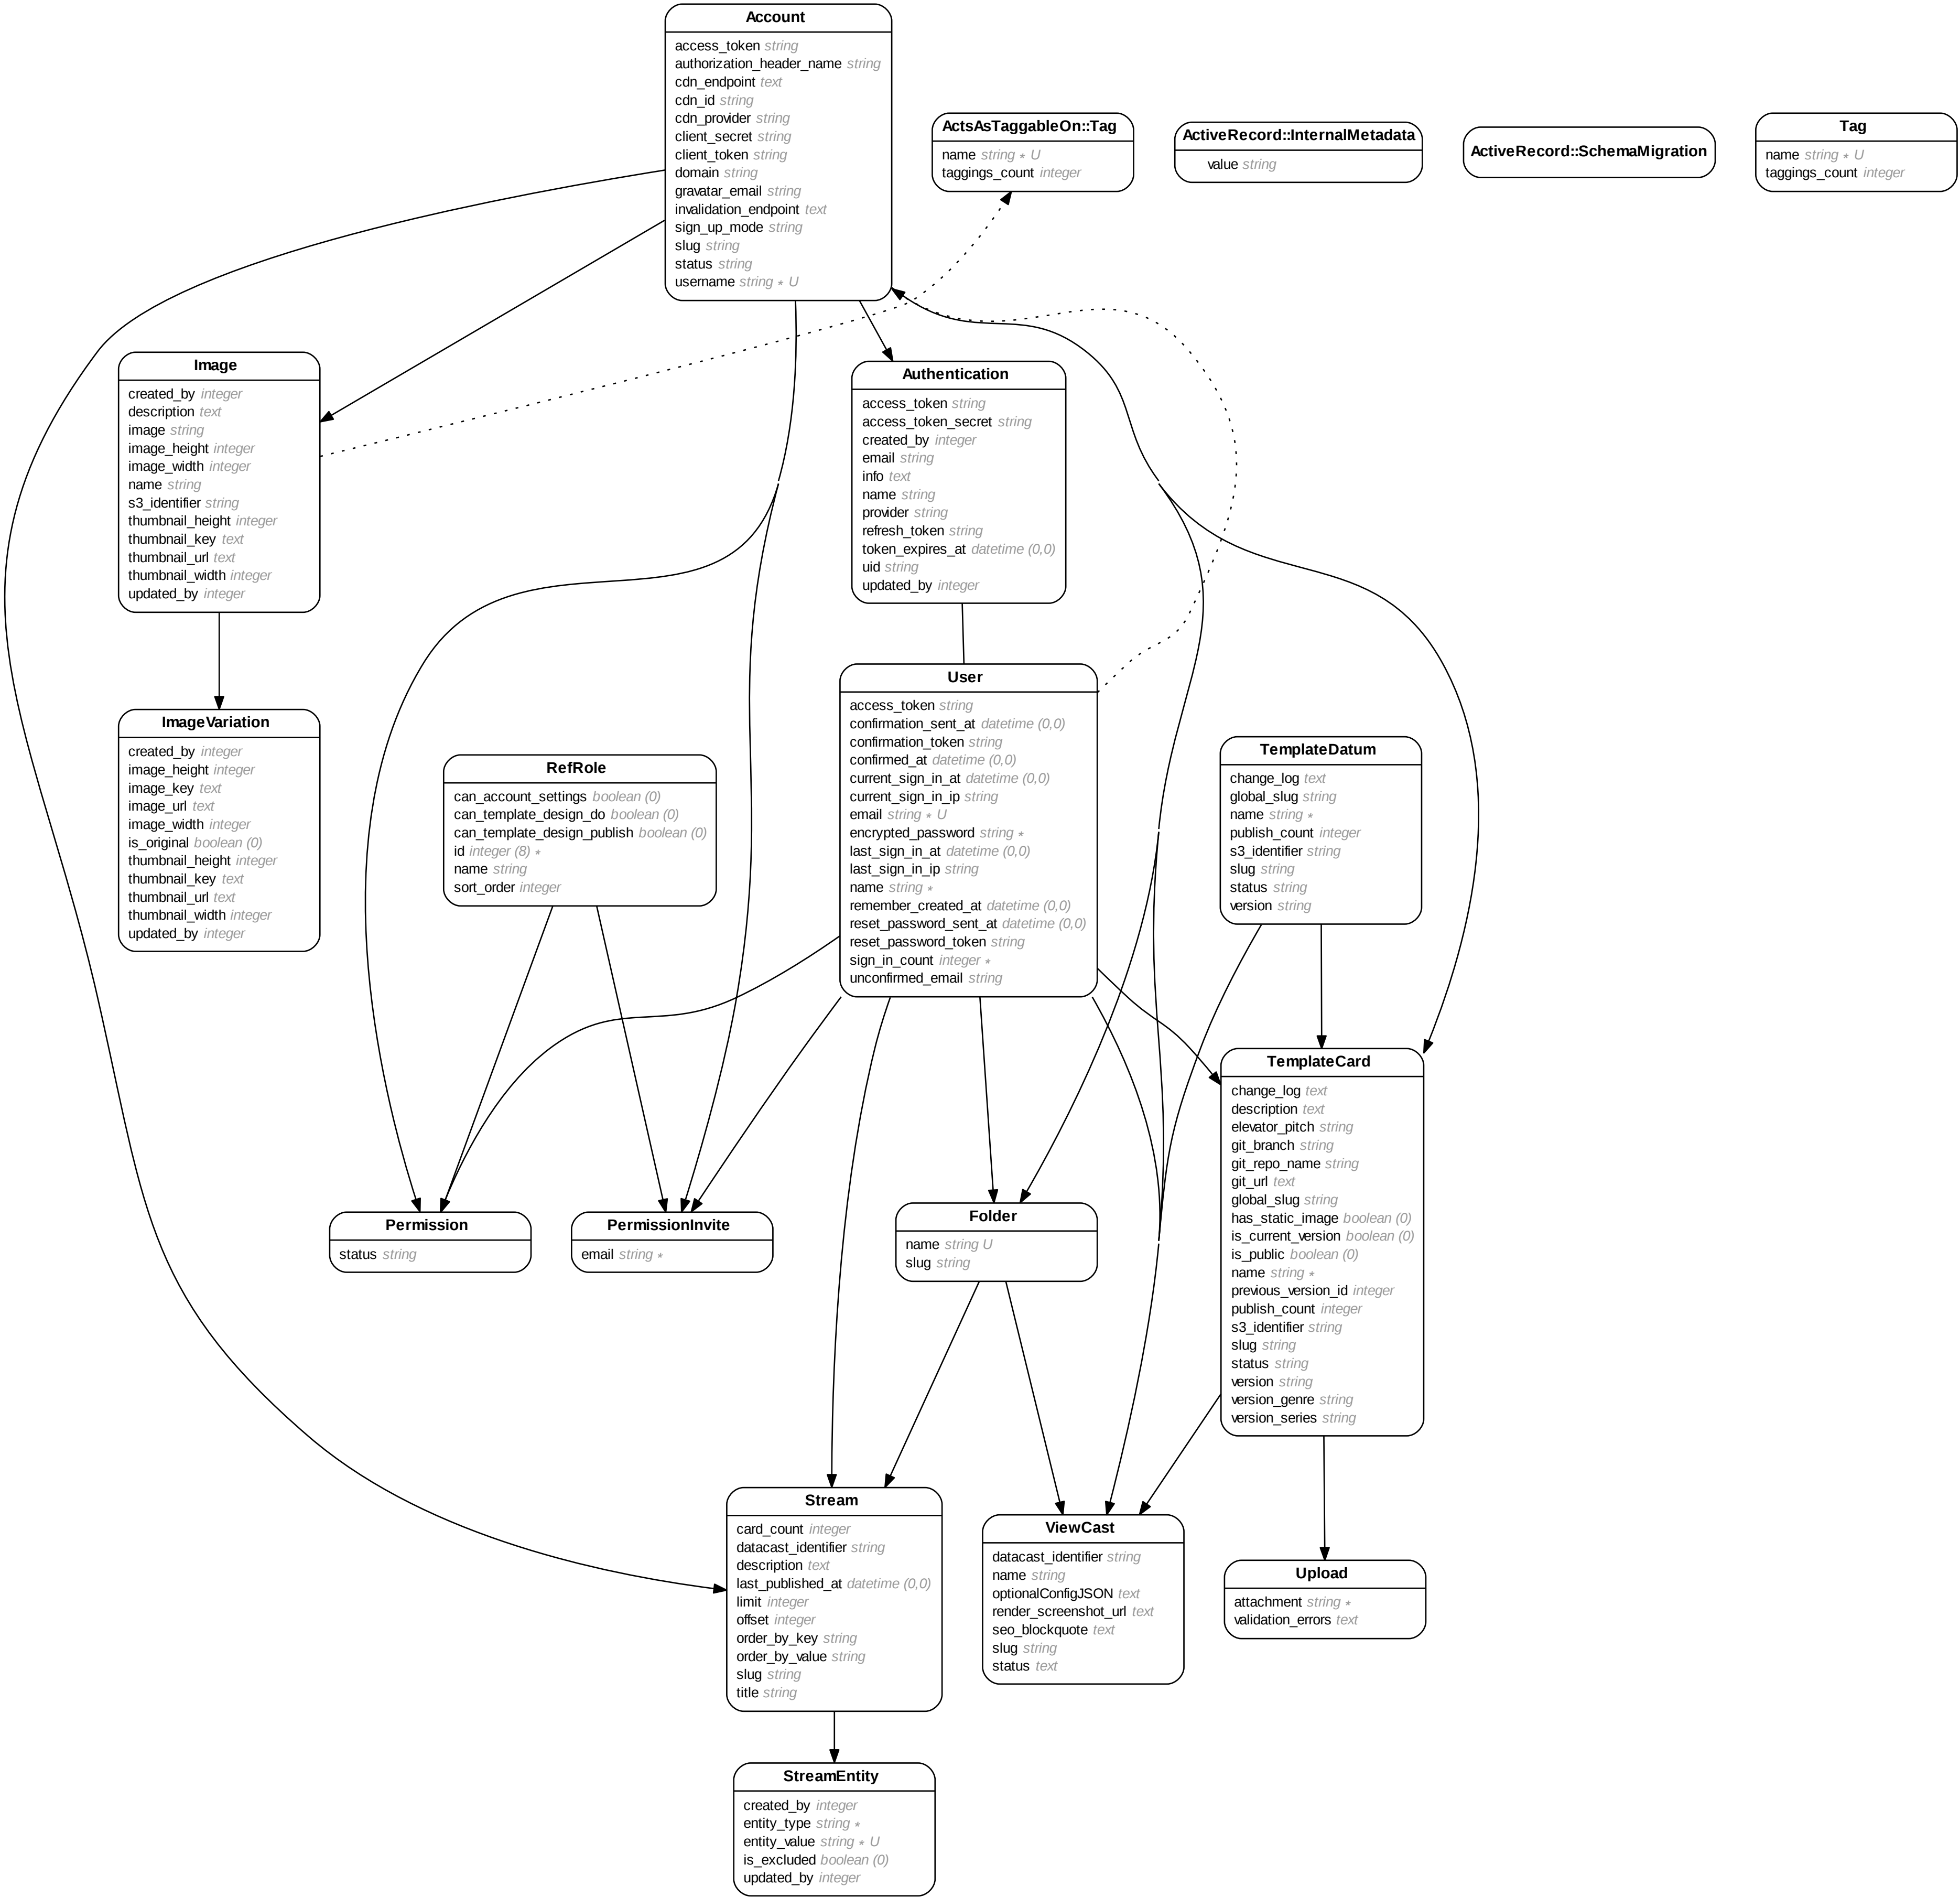 Account
access_token string
authorization_header_name string
cdn_endpoint text
cdn_id string
cdn_provider string
client_secret string
client_token string
domain string
gravatar_email string
invalidation_endpoint text
sign_up_mode string
slug string
status string
username string * U
ActsAsTaggableOn::Tag
name string * U
taggings_count integer
ActiveRecord::InternalMetadata
value string
ActiveRecord::SchemaMigration
Tag
name string * U
taggings_count integer
Image
created_by integer
description text
image string
image_height integer
image_width integer
name string
s3_identifier string
thumbnail_height integer
thumbnail_key text
thumbnail_url text
thumbnail_width integer
updated_by integer
Authentication
access_token string
access_token_secret string
created_by integer
email string
info text
name string
provider string
refresh_token string
token_expires_at datetime (0,0)
uid string
updated_by integer
ImageVariation
created_by integer
image_height integer
image_key text
image_url text
image_width integer
is_original boolean (0)
thumbnail_height integer
thumbnail_key text
thumbnail_url text
thumbnail_width integer
updated_by integer
RefRole
can_account_settings boolean (0)
can_template_design_do boolean (0)
can_template_design_publish boolean (0)
id integer (8) *
name string
sort_order integer
User
access_token string
confirmation_sent_at datetime (0,0)
confirmation_token string
confirmed_at datetime (0,0)
current_sign_in_at datetime (0,0)
current_sign_in_ip string
email string * U
encrypted_password string *
last_sign_in_at datetime (0,0)
last_sign_in_ip string
name string *
remember_created_at datetime (0,0)
reset_password_sent_at datetime (0,0)
reset_password_token string
sign_in_count integer *
unconfirmed_email string
TemplateDatum
change_log text
global_slug string
name string *
publish_count integer
s3_identifier string
slug string
status string
version string
TemplateCard
change_log text
description text
elevator_pitch string
git_branch string
git_repo_name string
git_url text
global_slug string
has_static_image boolean (0)
is_current_version boolean (0)
is_public boolean (0)
name string *
previous_version_id integer
publish_count integer
s3_identifier string
slug string
status string
version string
version_genre string
version_series string
Permission
status string
PermissionInvite
email string *
Folder
name string U
slug string
Stream
card_count integer
datacast_identifier string
description text
last_published_at datetime (0,0)
limit integer
offset integer
order_by_key string
order_by_value string
slug string
title string
ViewCast
datacast_identifier string
name string
optionalConfigJSON text
render_screenshot_url text
seo_blockquote text
slug string
status text
Upload
attachment string *
validation_errors text
StreamEntity
created_by integer
entity_type string *
entity_value string * U
is_excluded boolean (0)
updated_by integer